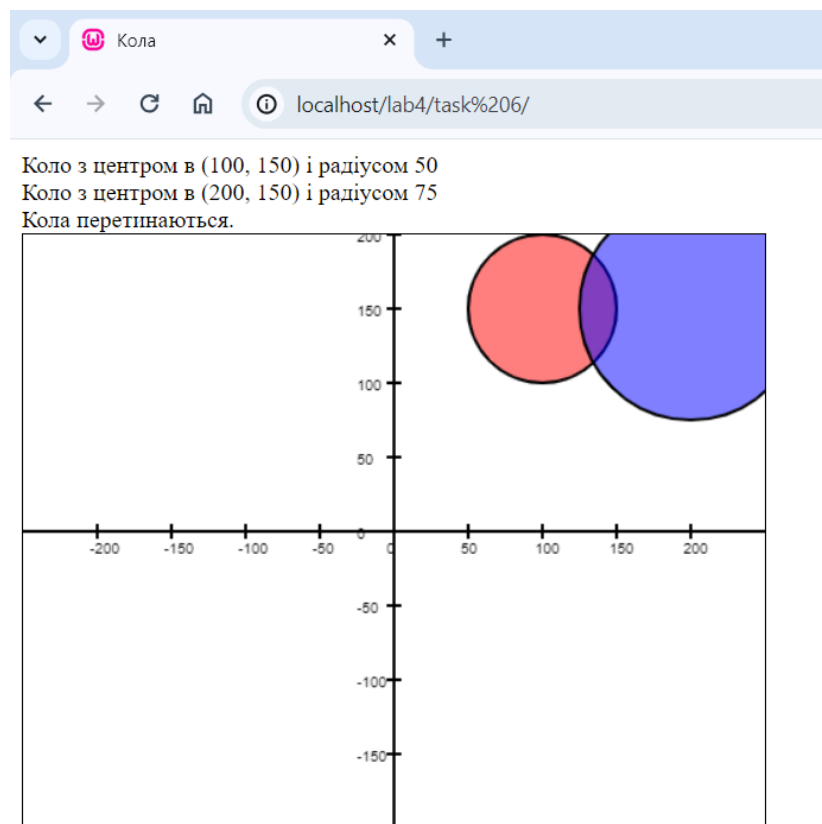 Кола
localhost/lab4/task%206/
Коло з центром в (100, 150) і радіусом 50
Коло з центром в (200, 150) і радіусом 75
Кола перетинаються.
200
150
100
50
0
-200 -150 -100 -50 0 50 100 150 200
-50
-100
-150